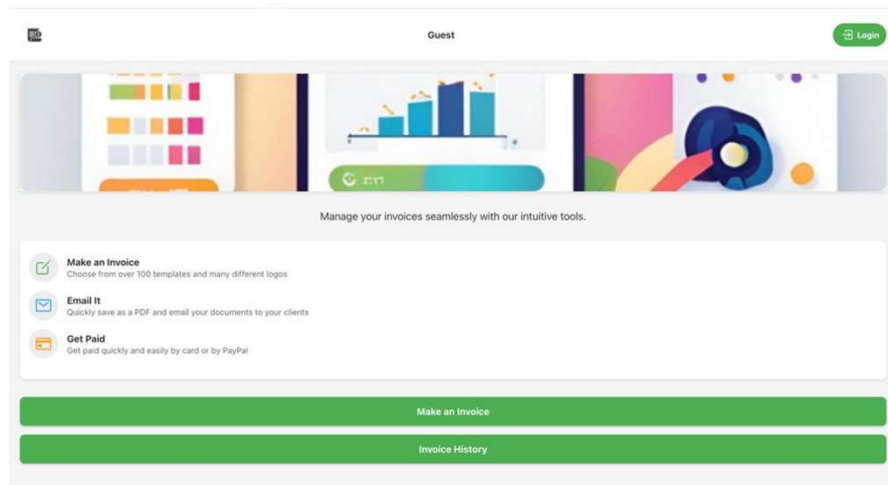 Guest
Login
Manage your invoices seamlessly with our intuitive tools.
Make an Invoice
Choose from over 100 templates and many different logos
Email It
Quickly save as a PDF and email your documents to your clients
Get Paid
Get paid quickly and easily by card or by PayPal
Make an Invoice
Invoice History